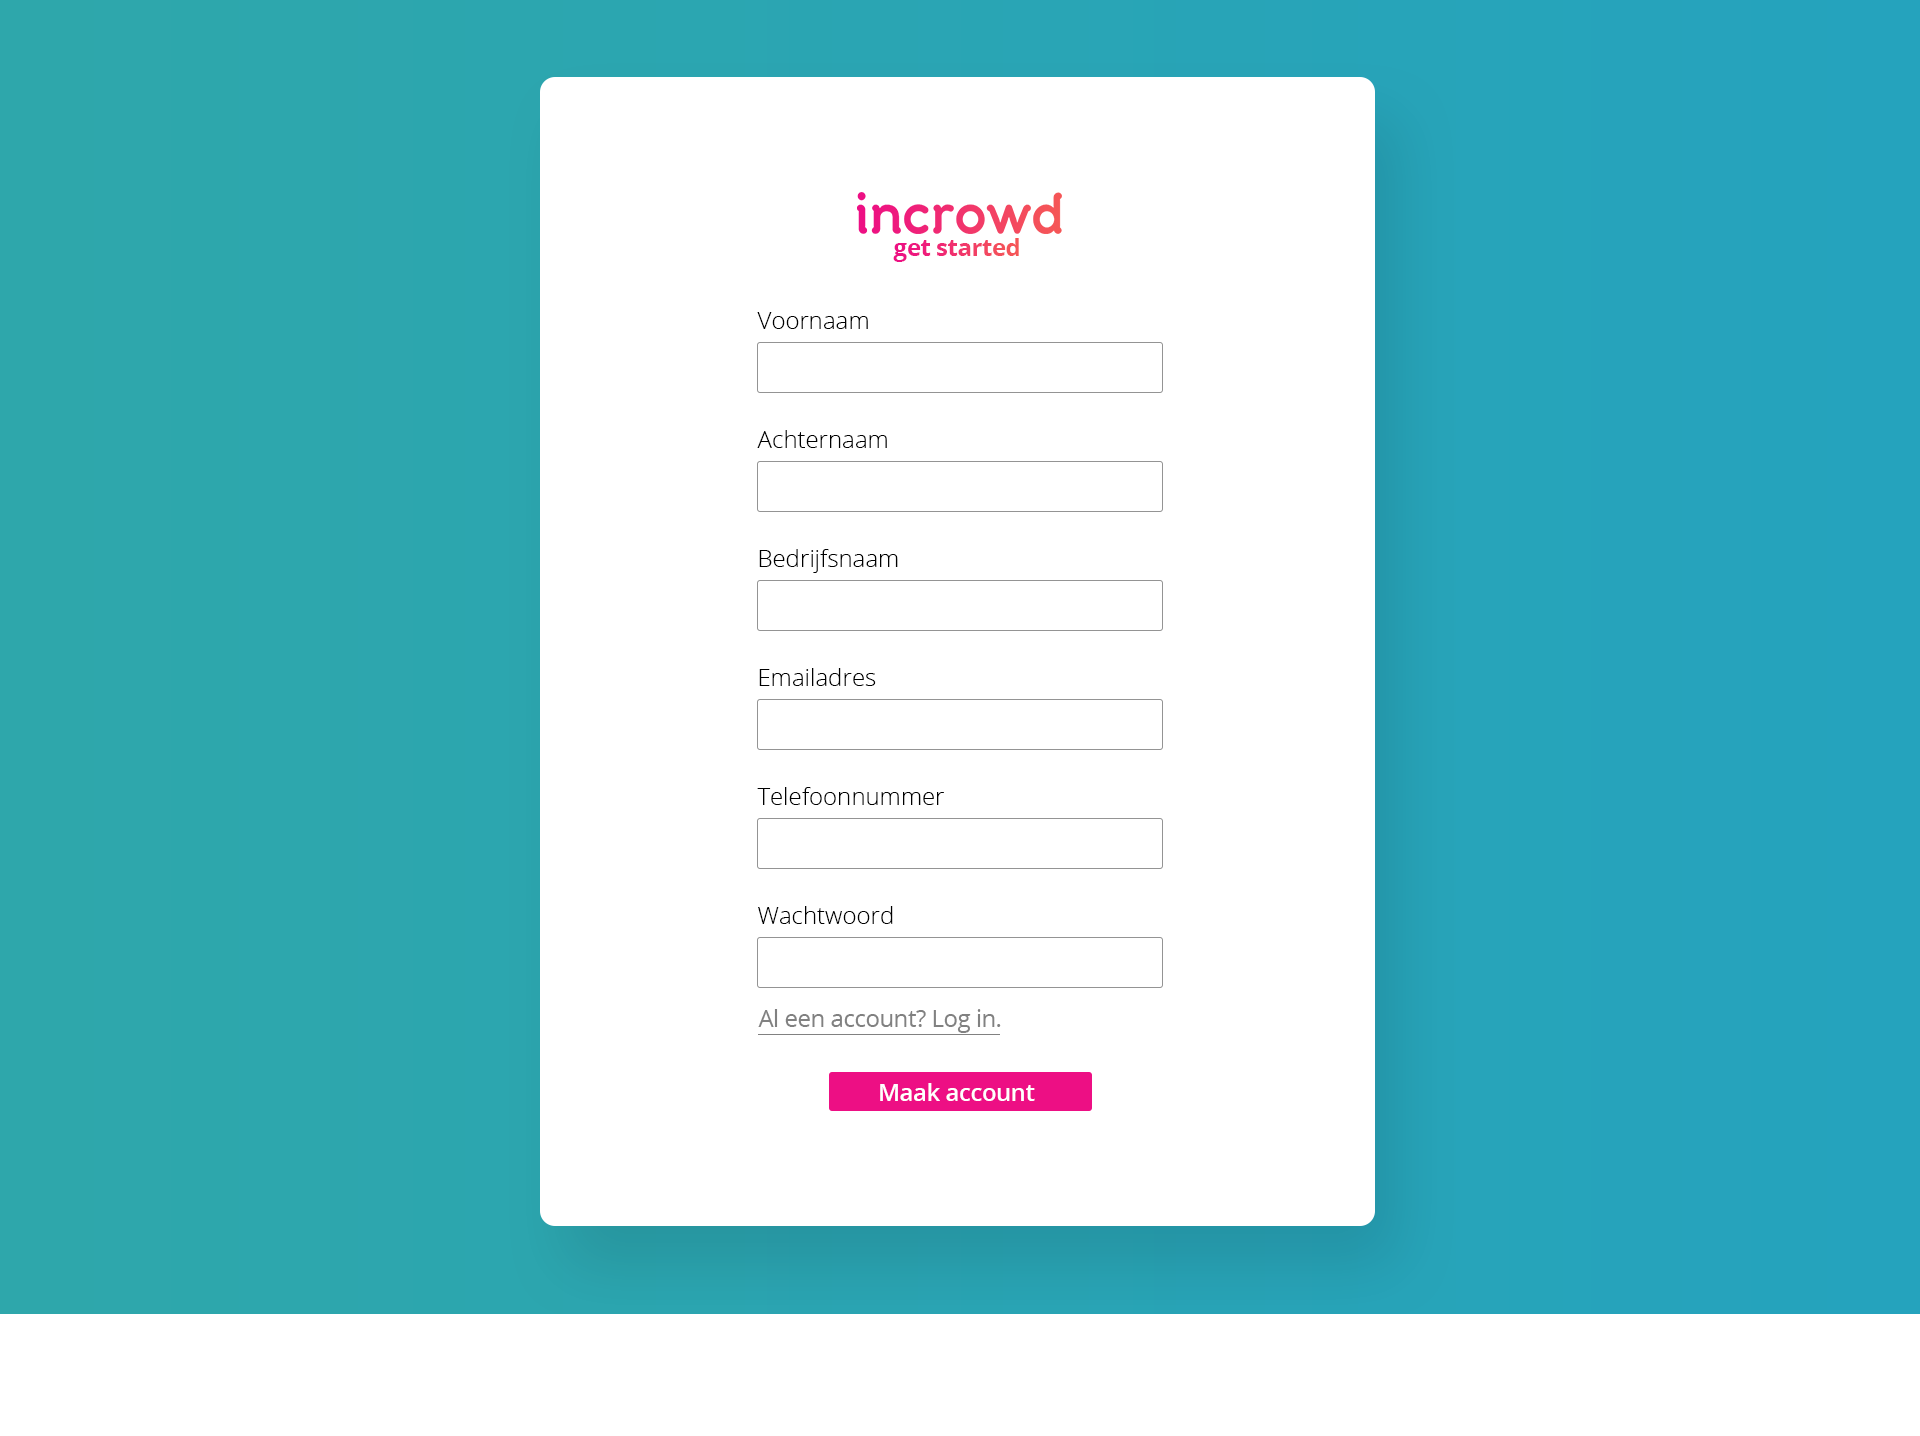 incrowd
get started
Voornaam
Achternaam
Bedrijfsnaam
Emailadres
Telefoonnummer
Wachtwoord
Al een account? Log in.
Maak account